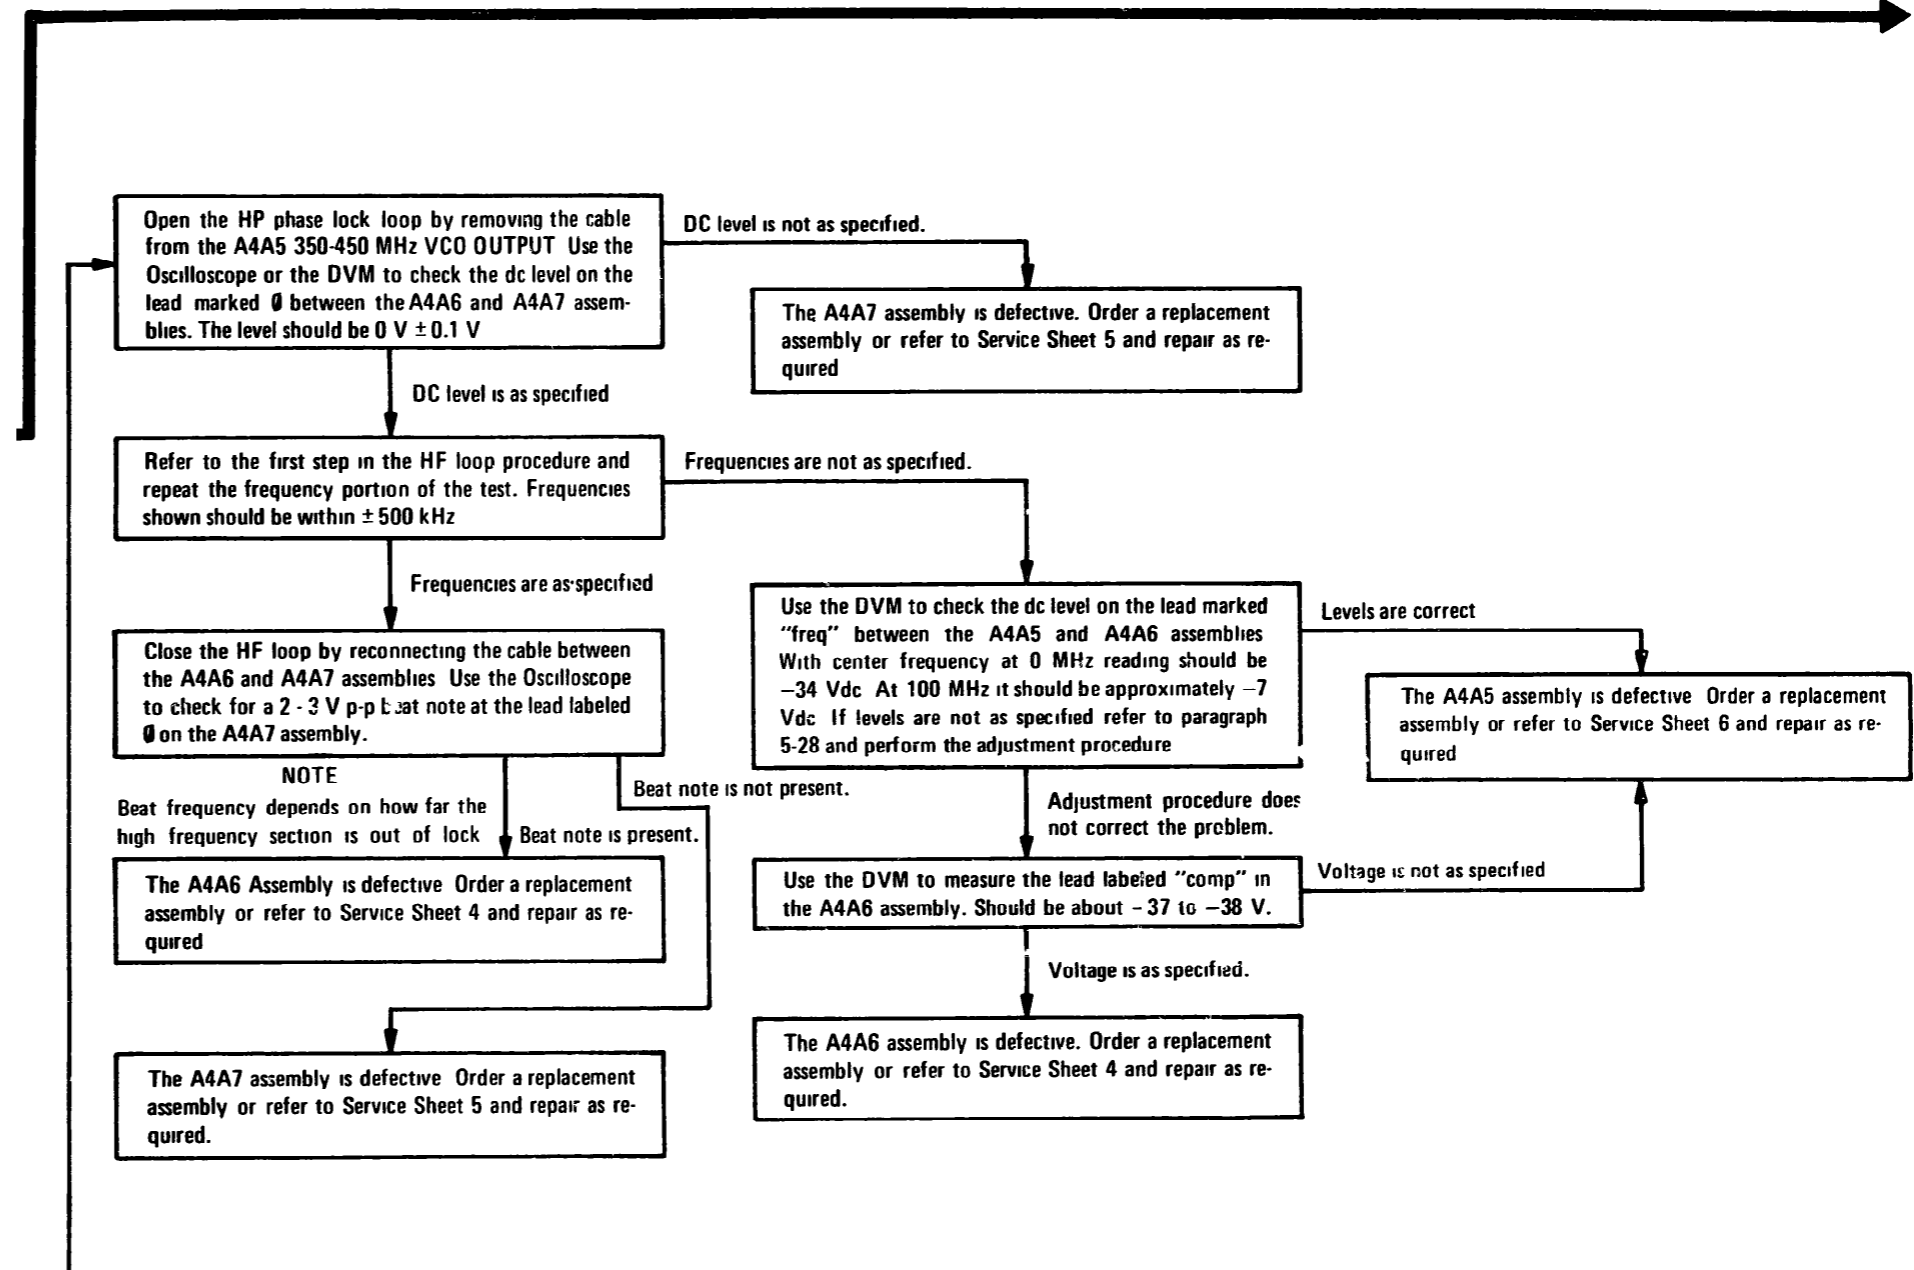 Open the HP phase lock loop by removing the cable
from the A4A5 350-450 MHz VCO OUTPUT Use the
Oscilloscope or the DVM to check the dc level on the
lead marked Ø between the A4A6 and A4A7 assem-
blies. The level should be 0 V ± 0.1 V
DC level is not as specified.
The A4A7 assembly is defective. Order a replacement
assembly or refer to Service Sheet 5 and repair as re-
quired
DC level is as specified
Refer to the first step in the HF loop procedure and
repeat the frequency portion of the test. Frequencies
shown should be within ± 500 kHz
Frequencies are not as specified.
Frequencies are as specified
Use the DVM to check the dc level on the lead marked
"freq" between the A4A5 and A4A6 assemblies
With center frequency at 0 MHz reading should be
−34 Vdc At 100 MHz it should be approximately −7
Vdc If levels are not as specified refer to paragraph
5-28 and perform the adjustment procedure
Levels are correct
The A4A5 assembly is defective Order a replacement
assembly or refer to Service Sheet 6 and repair as re-
quired
Close the HF loop by reconnecting the cable between
the A4A6 and A4A7 assemblies Use the Oscilloscope
to check for a 2 - 3 V p-p beat note at the lead labeled
Ø on the A4A7 assembly.
NOTE
Beat frequency depends on how far the
high frequency section is out of lock
Beat note is present.
Beat note is not present.
Adjustment procedure does
not correct the problem.
The A4A6 Assembly is defective Order a replacement
assembly or refer to Service Sheet 4 and repair as re-
quired
Use the DVM to measure the lead labeled "comp" in
the A4A6 assembly. Should be about − 37 to −38 V.
Voltage is not as specified
Voltage is as specified.
The A4A6 assembly is defective. Order a replacement
assembly or refer to Service Sheet 4 and repair as re-
quired.
The A4A7 assembly is defective Order a replacement
assembly or refer to Service Sheet 5 and repair as re-
quired.